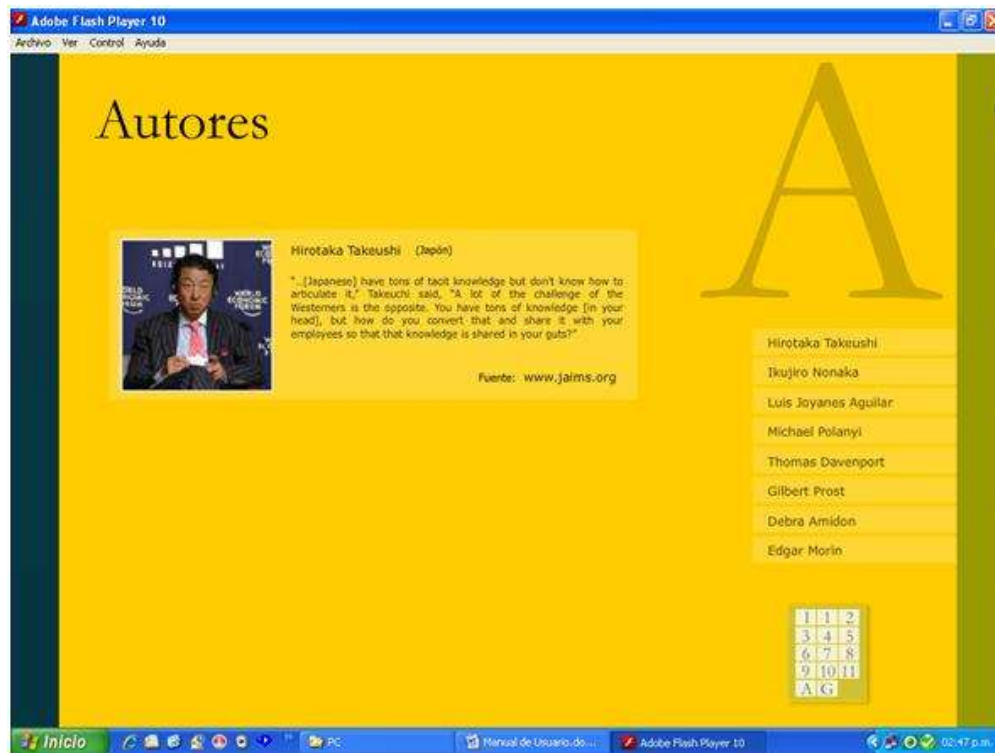 Adobe Flash Player 10
Archivo Ver Control Ayuda
A
Autores
Hirotaka Takeushi (Japón)
"...[Japanese] have tons of tacit knowledge but don't know how to
articulate it," Takeuchi said, "A lot of the challenge of the
Westerners is the opposite. You have tons of knowledge [in your
head], but how do you convert that and share it with your
employees so that that knowledge is shared in your guts?"
Fuente: www.jaims.org
WORLD
ECONOMIC
FORUM
Hirotaka Takeushi
Ikujiro Nonaka
Luis Joyanes Aguilar
Michael Polanyi
Thomas Davenport
Gilbert Prost
Debra Amidon
Edgar Morin
1 1 2
3 4 5
6 7 8
9 10 11
A G
Inicio
PC
Manual de Usuario.do...
Adobe Flash Player 10
02:47 p.m.